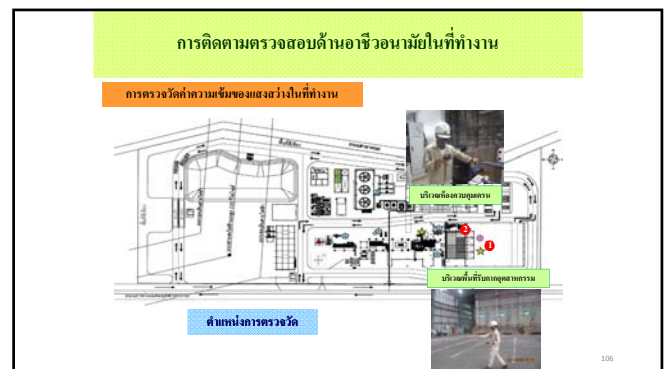 การติดตามตรวจสอบด้านอาชีวอนามัยในที่ทำงาน
การตรวจวัดค่าความเข้มของแสงสว่างในที่ทำงาน
บริเวณห้องควบคุมเครน
2
1
บริเวณพื้นที่รับกากอุตสาหกรรม
ตำแหน่งการตรวจวัด
106